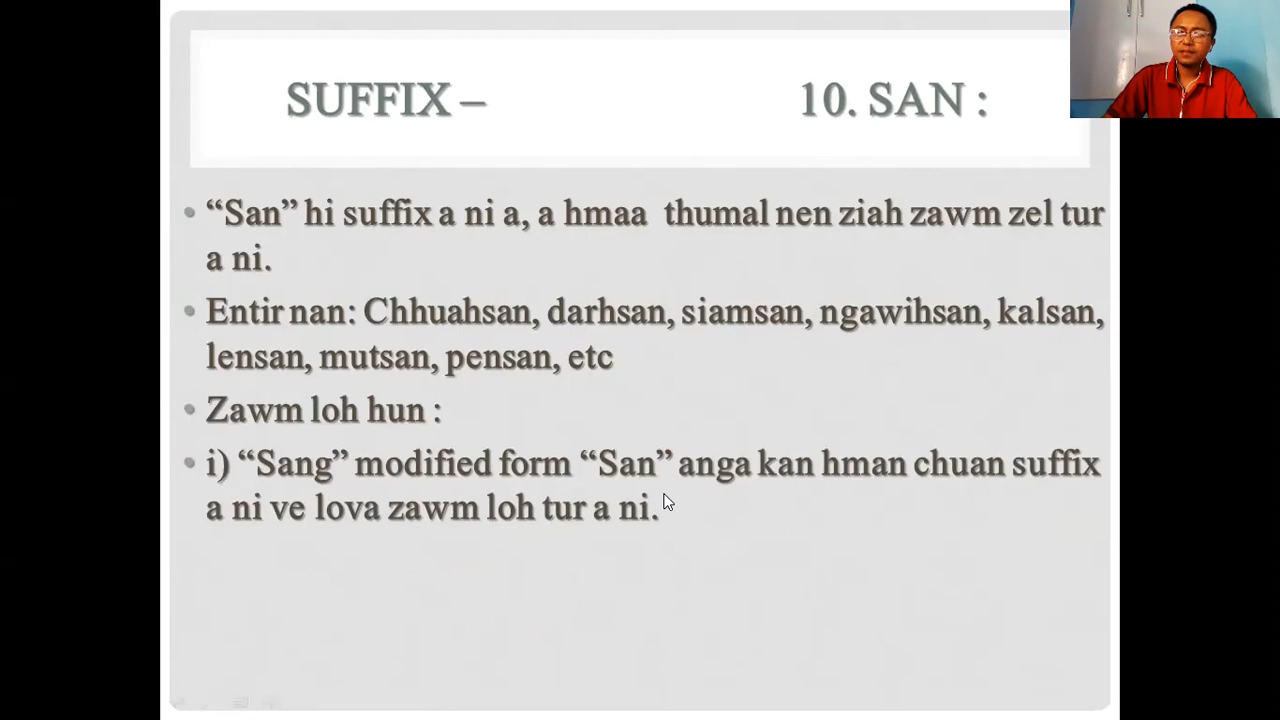 SUFFIX – 10. SAN :
“San” hi suffix a ni a, a hmaa thumal nen ziah zawm zel tur
a ni.
Entir nan: Chhuahsan, darhsan, siamsan, ngawihsan, kalsan,
lensan, mutsan, pensan, etc
Zawm loh hun :
i) “Sang” modified form “San” anga kan hman chuan suffix
a ni ve lova zawm loh tur a ni.